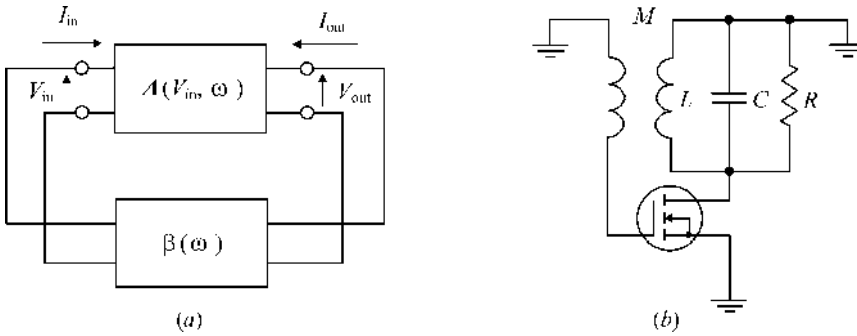 I_in
I_out
V_in
A(V_in, ω)
V_out
β(ω)
(a)
M
L
C
R
(b)